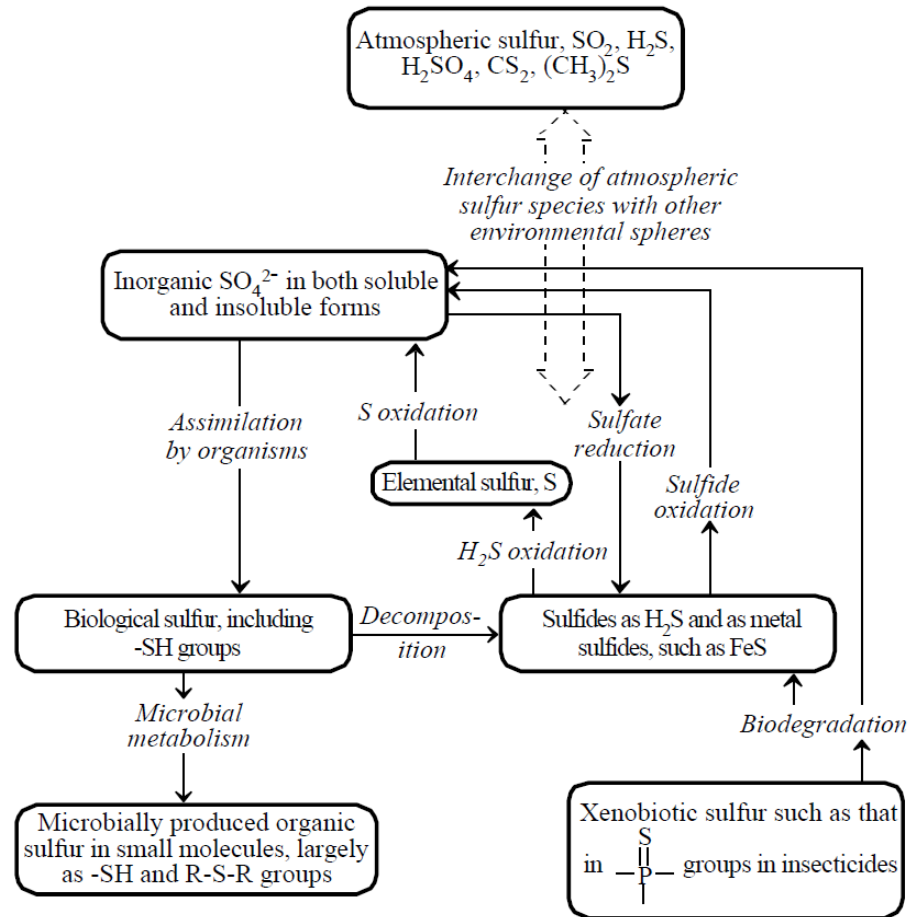 Atmospheric sulfur, SO₂, H₂S,
H₂SO₄, CS₂, (CH₃)₂S
Interchange of atmospheric
sulfur species with other
environmental spheres
Inorganic SO₄²⁻ in both soluble
and insoluble forms
Assimilation
by organisms
S oxidation
Sulfate
reduction
Elemental sulfur, S
Sulfide
oxidation
H₂S oxidation
Biological sulfur, including
-SH groups
Decompos-
ition
Sulfides as H₂S and as metal
sulfides, such as FeS
Microbial
metabolism
Biodegradation
Microbially produced organic
sulfur in small molecules, largely
as -SH and R-S-R groups
Xenobiotic sulfur such as that
S
in P groups in insecticides